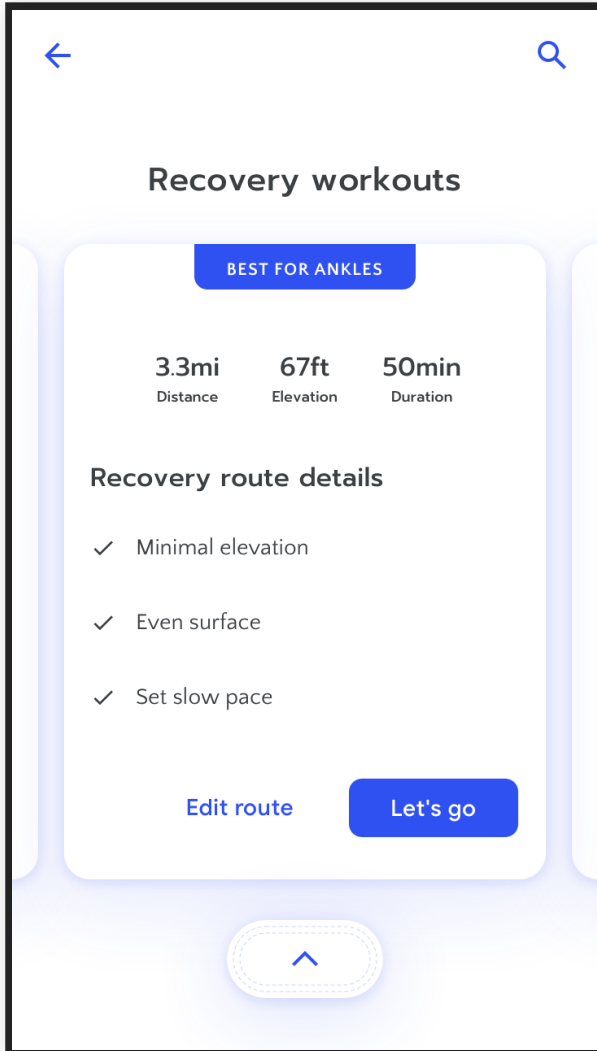 Recovery workouts
BEST FOR ANKLES
3.3mi 67ft 50min
Distance Elevation Duration
Recovery route details
Minimal elevation
Even surface
Set slow pace
Edit route Let's go